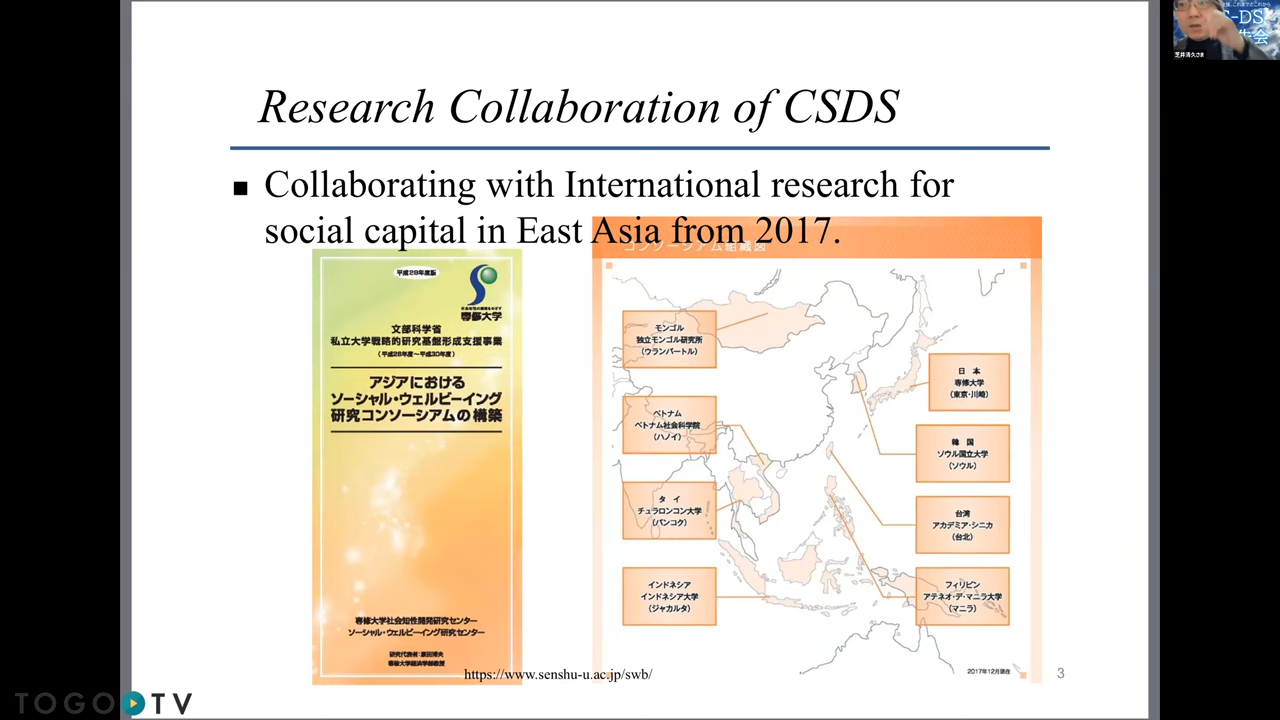 Research Collaboration of CSDS
■ Collaborating with International research for
social capital in East Asia from 2017.
平成29年度版
専修大学
文部科学省
私立大学戦略的研究基盤形成支援事業
(平成26年度〜平成30年度)
アジアにおける
ソーシャル・ウェルビーイング
研究コンソーシアムの構築
専修大学社会知性開発研究センター
ソーシャル・ウェルビーイング研究センター
研究代表者:原田博夫
専修大学経済学部教授
コンソーシアム組織図
モンゴル
独立モンゴル研究所
(ウランバートル)
ベトナム
ベトナム社会科学院
(ハノイ)
タ イ
チュラロンコン大学
(バンコク)
インドネシア
インドネシア大学
(ジャカルタ)
日 本
専修大学
(東京・川崎)
韓 国
ソウル国立大学
(ソウル)
台湾
アカデミア・シニカ
(台北)
フィリピン
アテネオ・デ・マニラ大学
(マニラ)
2017年12月現在
https://www.senshu-u.ac.jp/swb/
3
芝井清久さま
TOGO TV